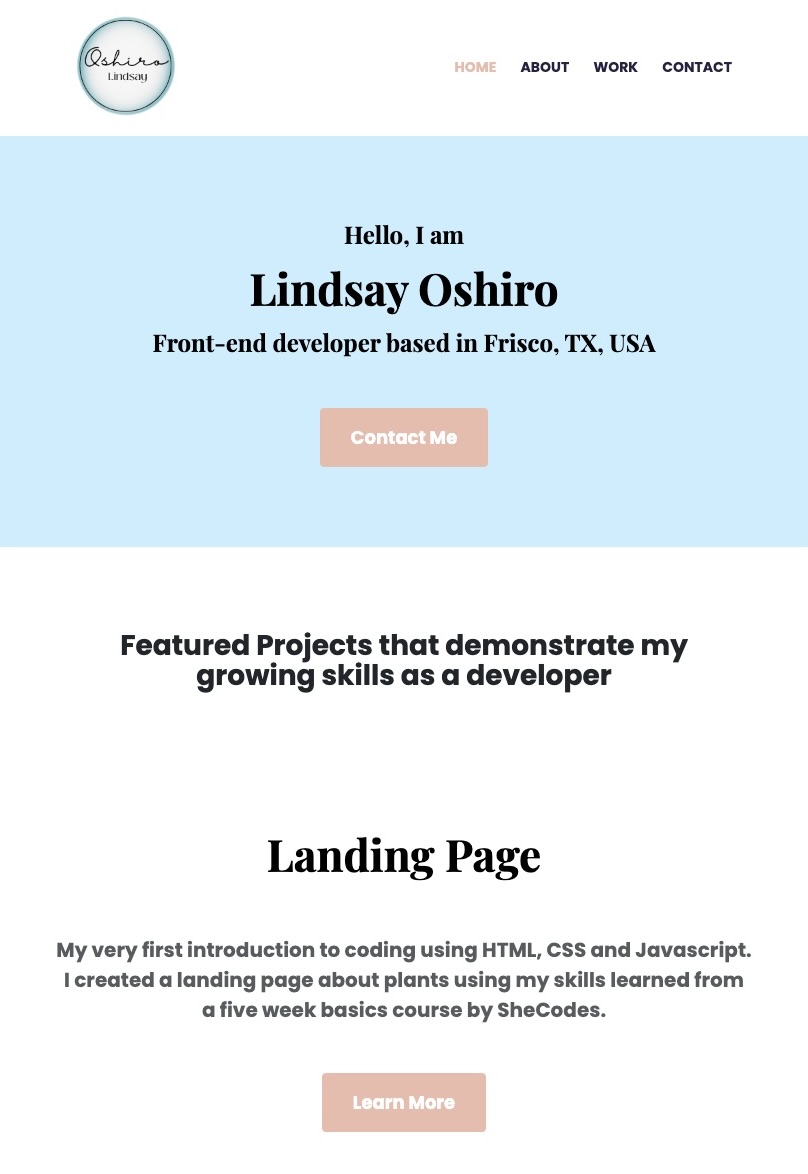 Oshiro
Lindsay
HOME ABOUT WORK CONTACT
Hello, I am
Lindsay Oshiro
Front-end developer based in Frisco, TX, USA
Contact Me
Featured Projects that demonstrate my
growing skills as a developer
Landing Page
My very first introduction to coding using HTML, CSS and Javascript.
I created a landing page about plants using my skills learned from
a five week basics course by SheCodes.
Learn More